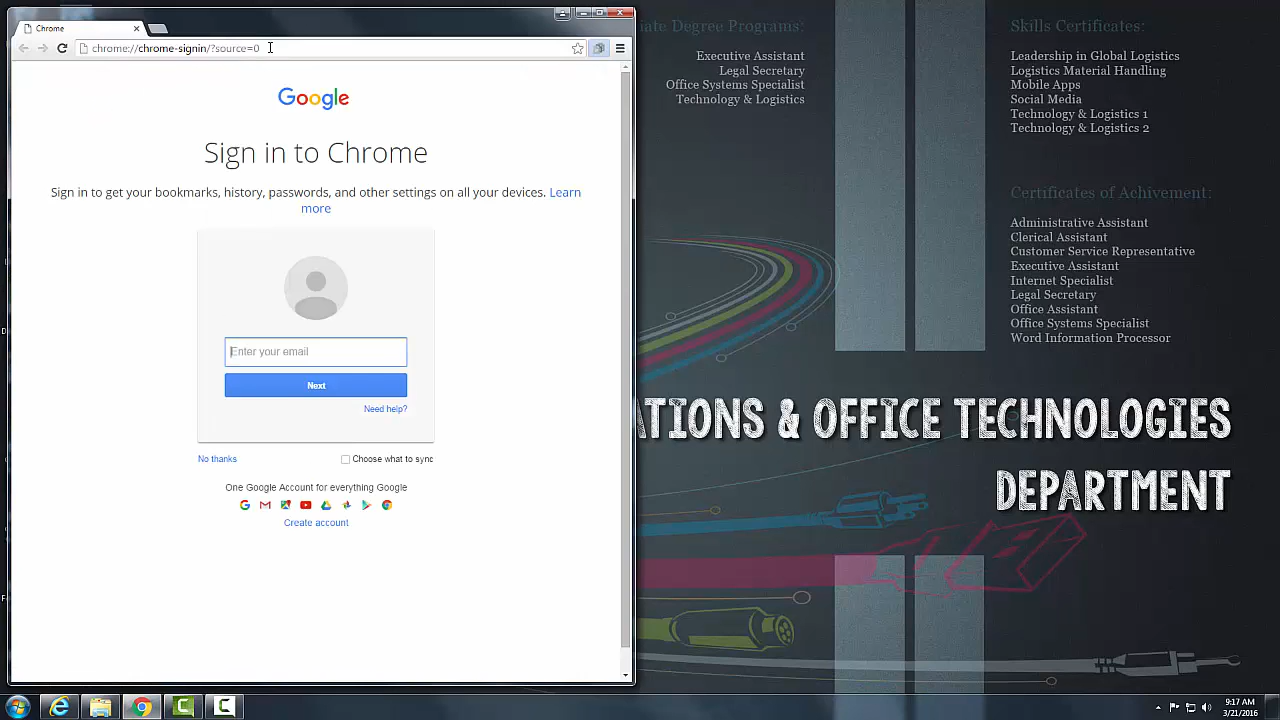 Chrome
chrome://chrome-signin/?source=0
Google
Sign in to Chrome
Sign in to get your bookmarks, history, passwords, and other settings on all your devices. Learn
more
Enter your email
Next
Need help?
No thanks
Choose what to sync
One Google Account for everything Google
Create account
ate Degree Programs:
Executive Assistant
Legal Secretary
Office Systems Specialist
Technology & Logistics
Skills Certificates:
Leadership in Global Logistics
Logistics Material Handling
Mobile Apps
Social Media
Technology & Logistics 1
Technology & Logistics 2
Certificates of Achivement:
Administrative Assistant
Clerical Assistant
Customer Service Representative
Executive Assistant
Internet Specialist
Legal Secretary
Office Assistant
Office Systems Specialist
Word Information Processor
ATIONS & OFFICE TECHNOLOGIES
DEPARTMENT
9:17 AM
3/21/2016